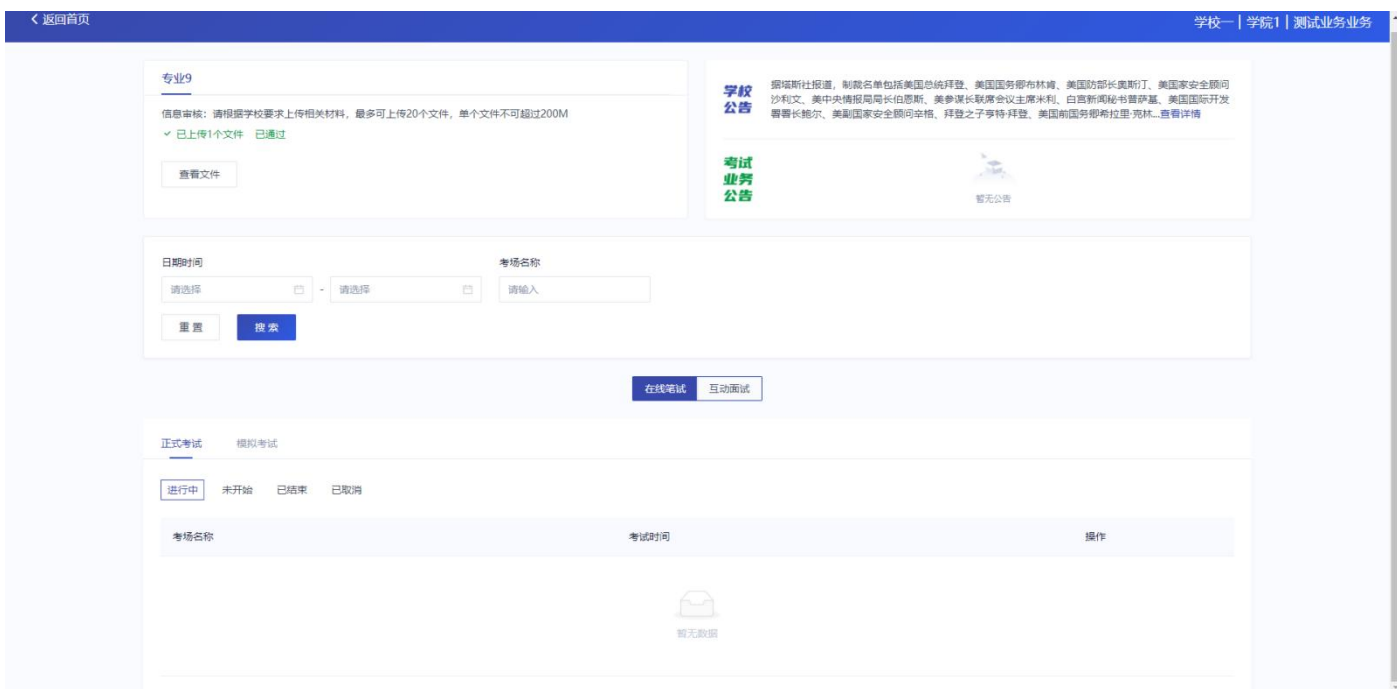 返回首页
学校一 | 学院1 | 测试业务业务
专业9
信息审核：请根据学校要求上传相关材料，最多可上传20个文件，单个文件不可超过200M
已上传1个文件 已通过
查看文件
学校
公告
据塔斯社报道，制裁名单包括美国总统拜登、美国国务卿布林肯、美国防部长奥斯汀、美国家安全顾问
沙利文、美中央情报局局长伯恩斯、美参谋长联席会议主席米利、白宫新闻秘书普萨基、美国国际开发
署署长鲍尔、美副国家安全顾问辛格、拜登之子亨特·拜登、美国前国务卿希拉里·克林...查看详情
考试
业务
公告
暂无公告
日期时间
考场名称
请选择 - 请选择
请输入
重置
搜索
在线笔试
互动面试
正式考试
模拟考试
进行中
未开始
已结束
已取消
考场名称
考试时间
操作
暂无数据